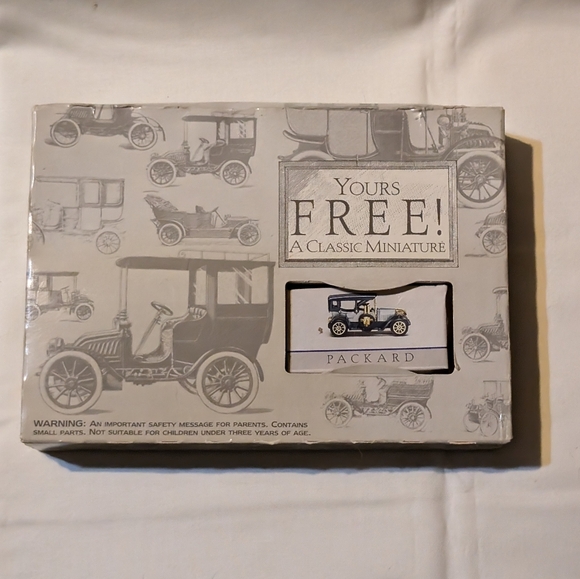 YOURS
FREE!
A CLASSIC MINIATURE
PACKARD
WARNING: AN IMPORTANT SAFETY MESSAGE FOR PARENTS. CONTAINS
SMALL PARTS. NOT SUITABLE FOR CHILDREN UNDER THREE YEARS OF AGE.